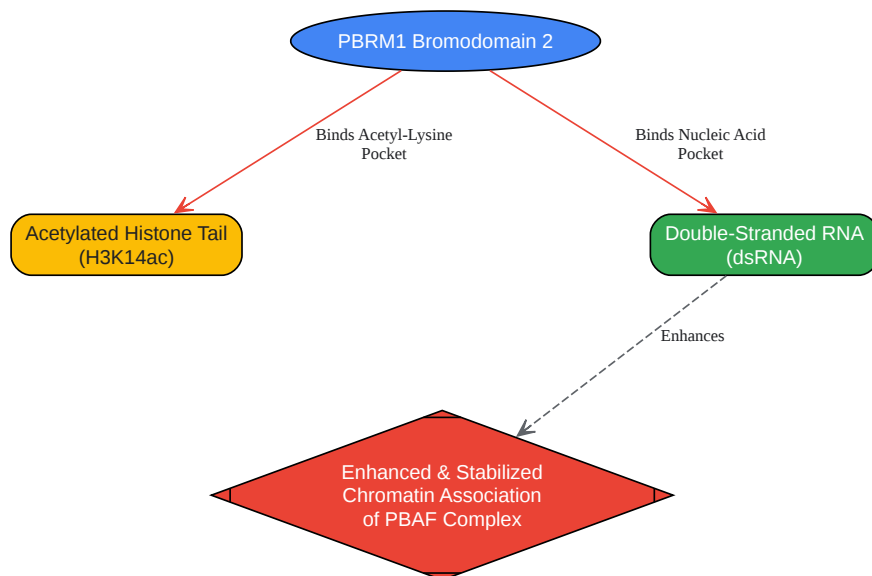 PBRM1 Bromodomain 2
Binds Acetyl-Lysine
Pocket
Binds Nucleic Acid
Pocket
Acetylated Histone Tail
(H3K14ac)
Double-Stranded RNA
(dsRNA)
Enhances
Enhanced & Stabilized
Chromatin Association
of PBAF Complex